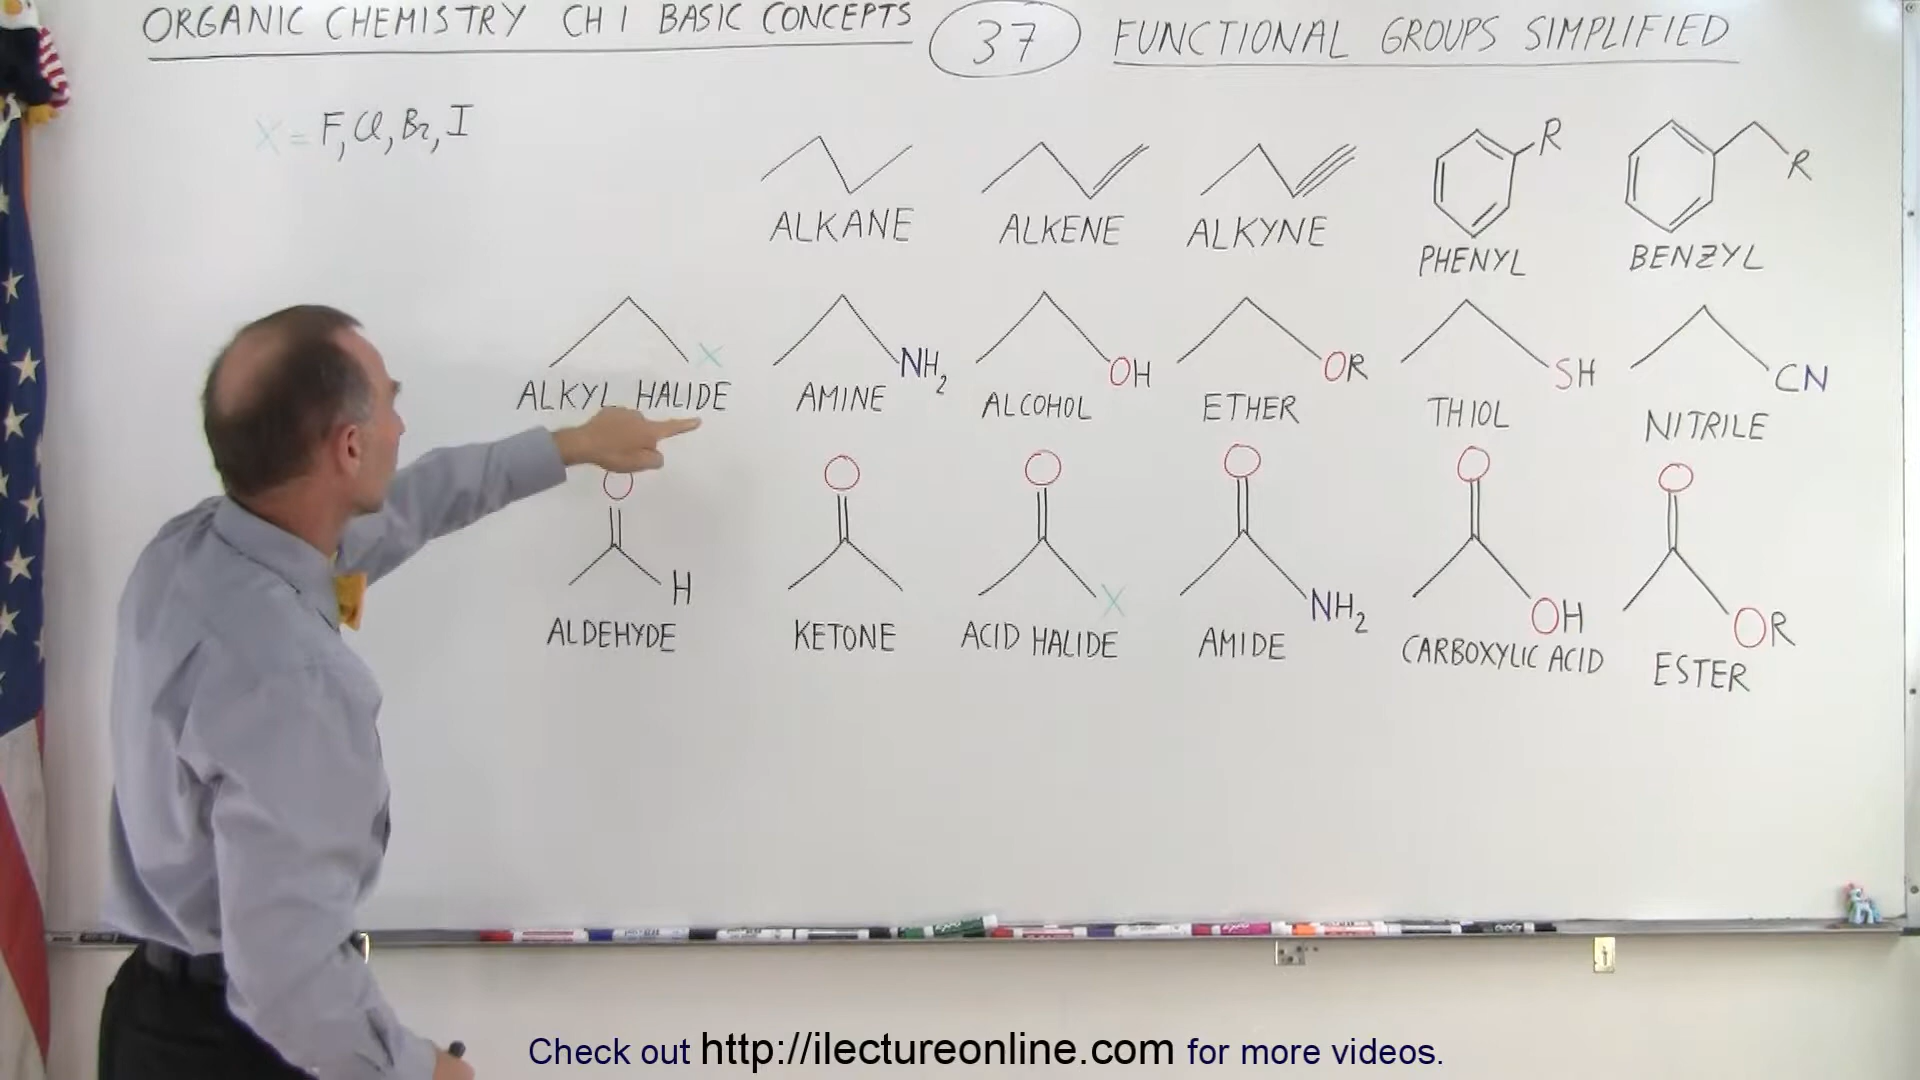 ORGANIC CHEMISTRY CH 1 BASIC CONCEPTS 37 FUNCTIONAL GROUPS SIMPLIFIED
X = F, Cl, Br, I
R R
ALKANE ALKENE ALKYNE PHENYL BENZYL
X NH2 OH OR SH CN
ALKYL HALIDE AMINE ALCOHOL ETHER THIOL NITRILE
O O O O O O
H X NH2 OH OR
ALDEHYDE KETONE ACID HALIDE AMIDE CARBOXYLIC ACID ESTER
Check out http://ilectureonline.com for more videos.